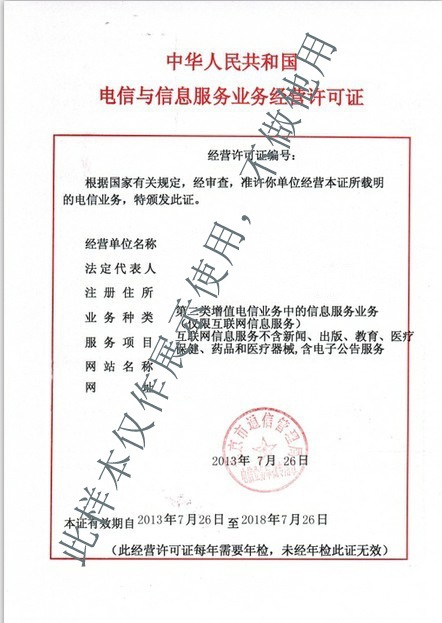 中华人民共和国
电信与信息服务业务经营许可证
经营许可证编号：
根据国家有关规定，经审查，准许你单位经营本证所载明
的电信业务，特颁发此证。
经营单位名称
法定代表人
注册住所
业务种类 第二类增值电信业务中的信息服务业务
（仅限互联网信息服务）
服务项目 互联网信息服务不含新闻、出版、教育、医疗
保健、药品和医疗器械，含电子公告服务
网站名称
网 址
京市通信管理局
2013年 7月 26日
本证有效期自 2013年7月26日 至 2018年7月26日
（此经营许可证每年需要年检，未经年检此证无效）
此样本仅作展示使用，不做他用